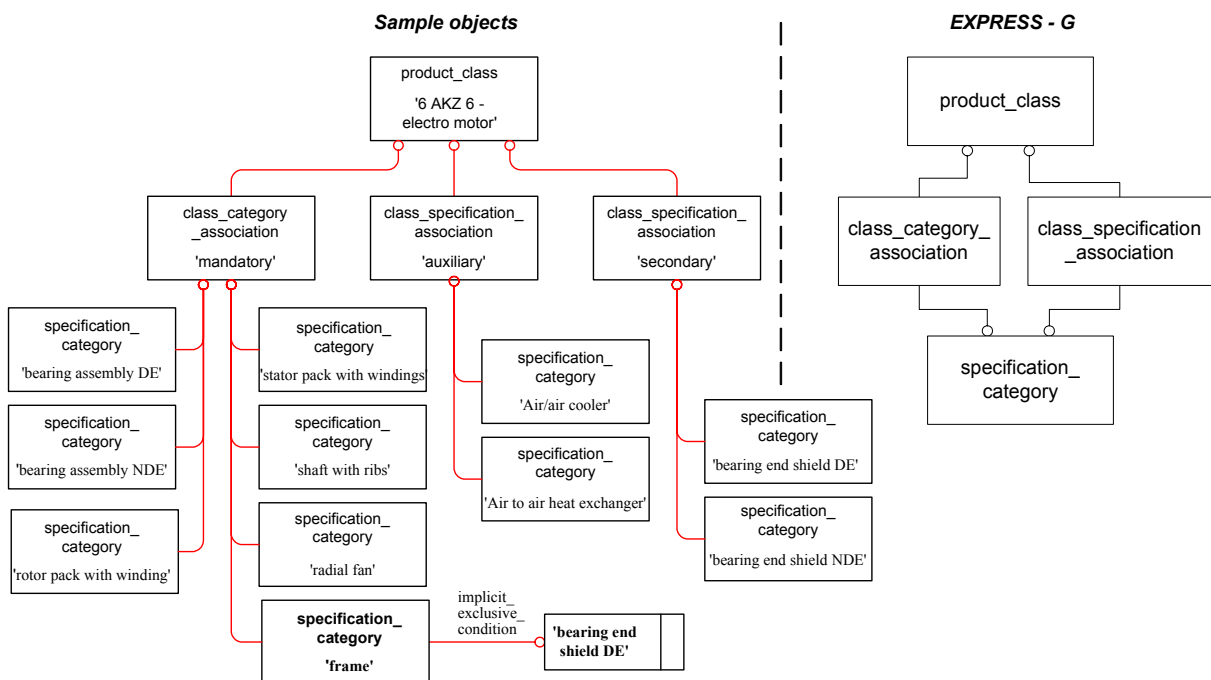 Sample objects
EXPRESS - G
product_class
'6 AKZ 6 -
electro motor'
product_class
class_category
_association
'mandatory'
class_specification_
association
'auxiliary'
class_specification_
association
'secondary'
class_category_
association
class_specification
_association
specification_
category
'bearing assembly DE'
specification_
category
'stator pack with windings'
specification_
category
'Air/air cooler'
specification_
category
specification_
category
'bearing assembly NDE'
specification_
category
'shaft with ribs'
specification_
category
'Air to air heat exchanger'
specification_
category
'bearing end shield DE'
specification_
category
'rotor pack with winding'
specification_
category
'radial fan'
specification_
category
'bearing end shield NDE'
specification_
category
'frame'
implicit_
exclusive_
condition
'bearing end
shield DE'